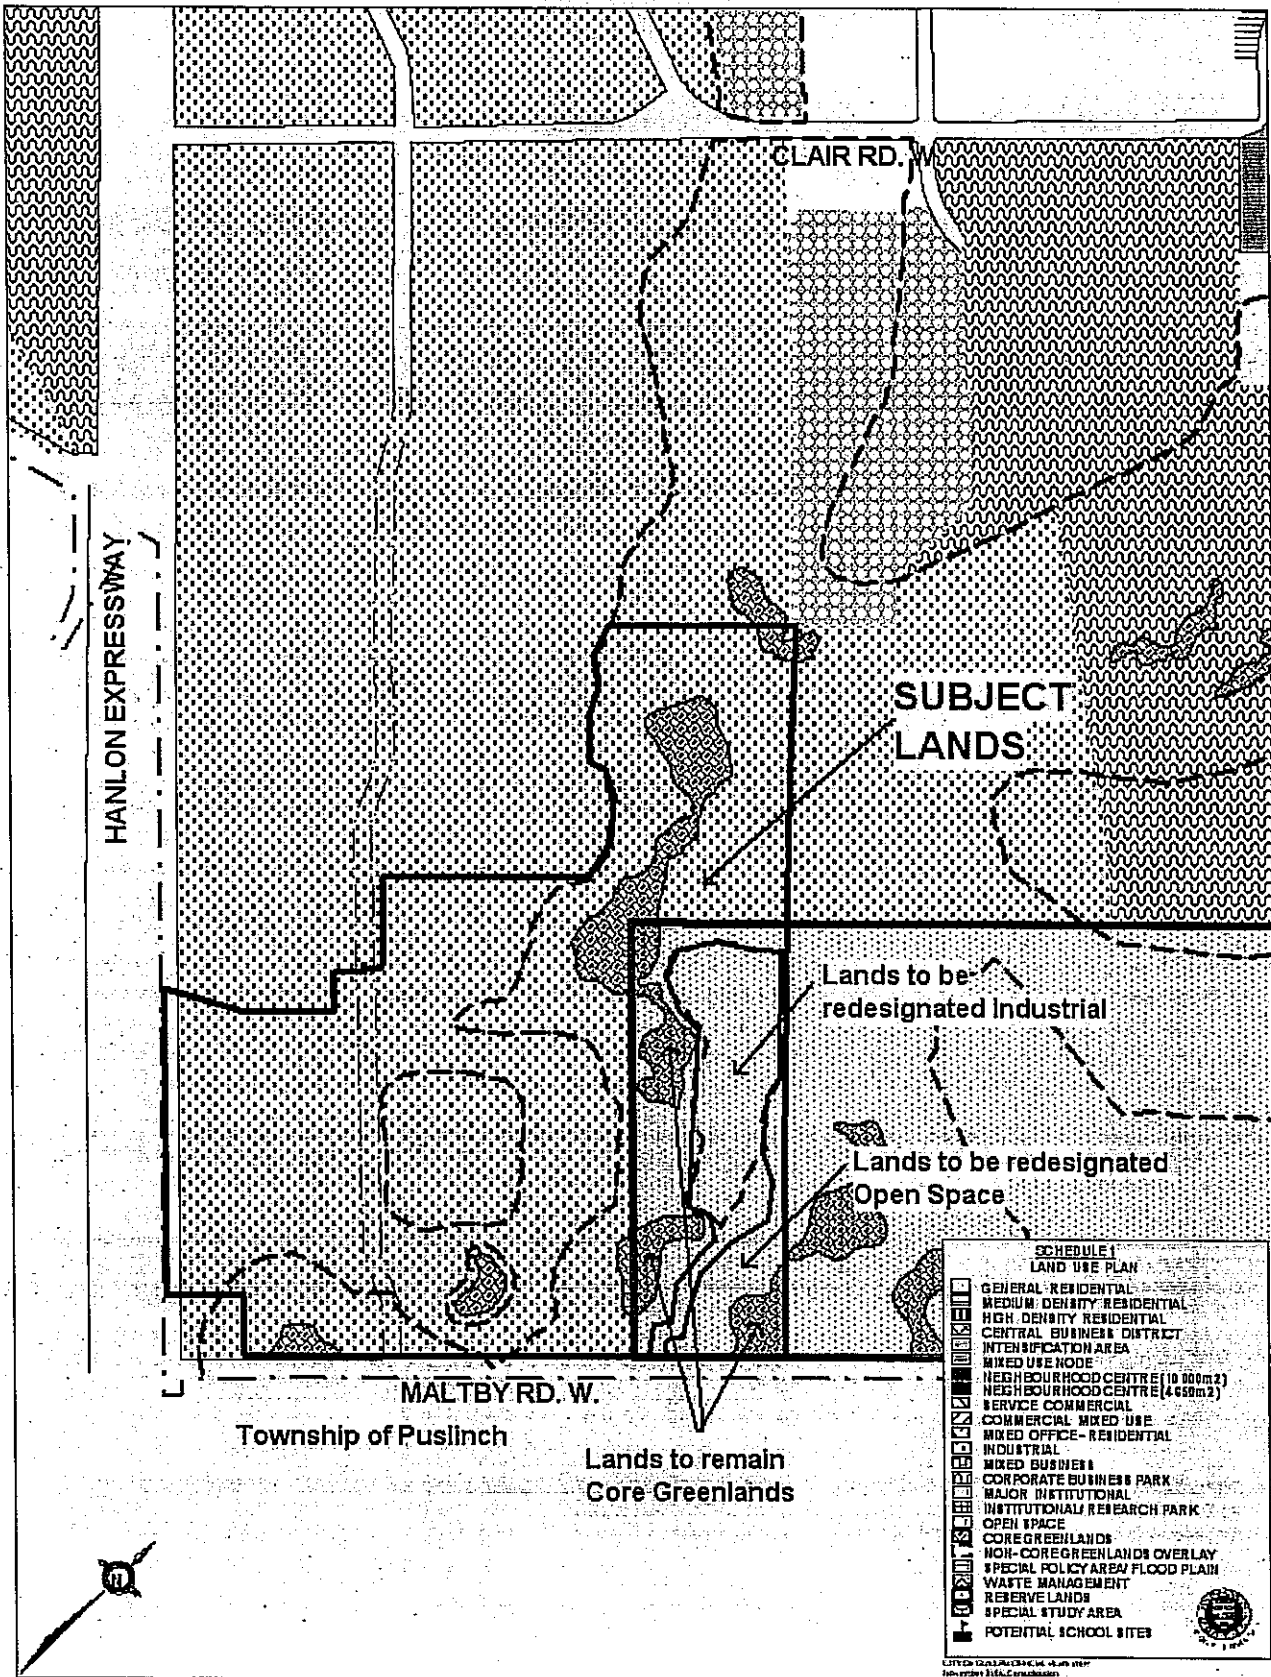 CLAIR RD. W
HANLON EXPRESSWAY
SUBJECT
LANDS
Lands to be
redesignated Industrial
Lands to be redesignated
Open Space
MALTBY RD. W.
Township of Puslinch
Lands to remain
Core Greenlands
SCHEDULE 1
LAND USE PLAN
GENERAL RESIDENTIAL
MEDIUM DENSITY RESIDENTIAL
HIGH DENSITY RESIDENTIAL
CENTRAL BUSINESS DISTRICT
INTENSIFICATION AREA
MIXED USE NODE
NEIGHBOURHOOD CENTRE (10 000m2)
NEIGHBOURHOOD CENTRE (4 650m2)
SERVICE COMMERCIAL
COMMERCIAL MIXED USE
MIXED OFFICE-RESIDENTIAL
INDUSTRIAL
MIXED BUSINESS
CORPORATE BUSINESS PARK
MAJOR INSTITUTIONAL
INSTITUTIONAL/RESEARCH PARK
OPEN SPACE
CORE GREENLANDS
NON-CORE GREENLANDS OVERLAY
SPECIAL POLICY AREA/ FLOOD PLAIN
WASTE MANAGEMENT
RESERVE LANDS
SPECIAL STUDY AREA
POTENTIAL SCHOOL SITES